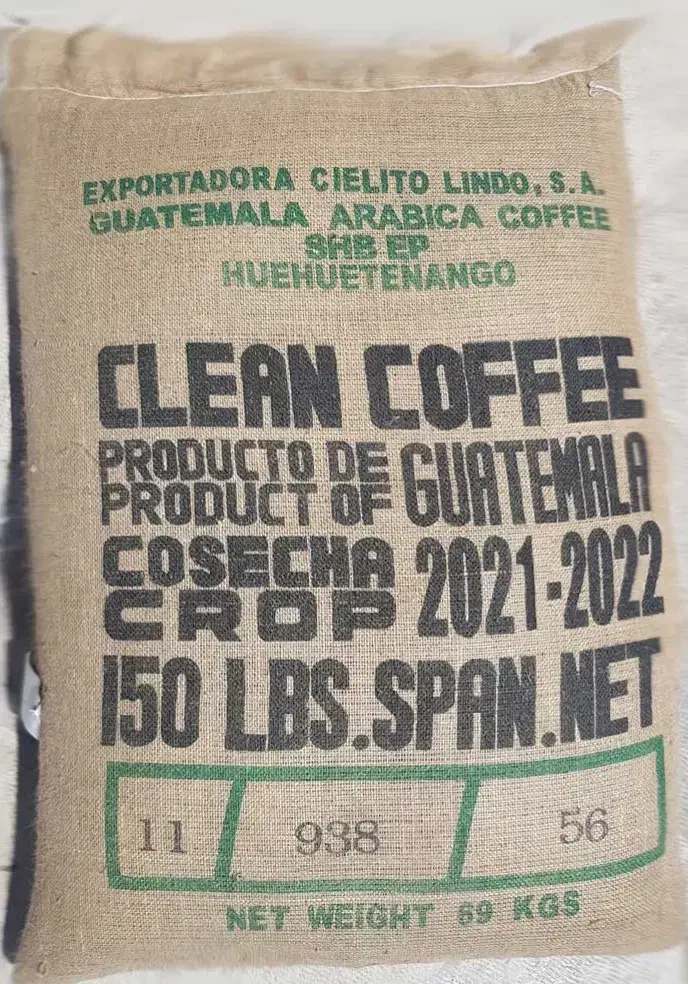 EXPORTADORA CIELITO LINDO, S.A.
GUATEMALA ARABICA COFFEE
SHB EP
HUEHUETENANGO
CLEAN COFFEE
PRODUCTO DE
PRODUCT OF GUATEMALA
COSECHA
CROP 2021-2022
150 LBS.SPAN.NET
11 938 56
NET WEIGHT 69 KGS